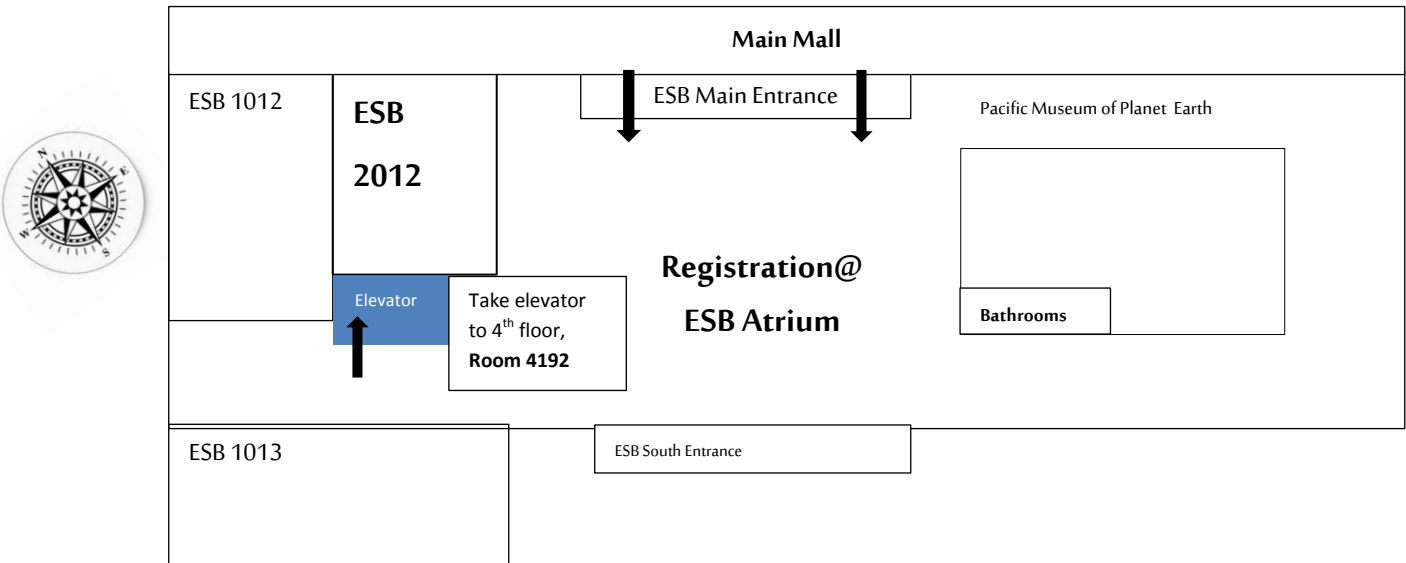 Main Mall
ESB 1012
ESB
2012
ESB Main Entrance
Pacific Museum of Planet Earth
N
E
W
S
Registration@
ESB Atrium
Elevator
Take elevator
to 4th floor,
Room 4192
Bathrooms
ESB 1013
ESB South Entrance